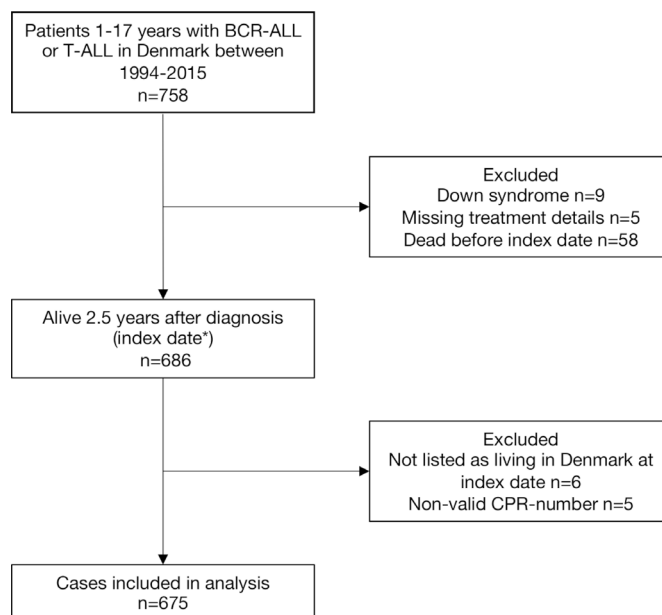 Patients 1-17 years with BCR-ALL
or T-ALL in Denmark between
1994-2015
n=758
Excluded
Down syndrome n=9
Missing treatment details n=5
Dead before index date n=58
Alive 2.5 years after diagnosis
(index date*)
n=686
Excluded
Not listed as living in Denmark at
index date n=6
Non-valid CPR-number n=5
Cases included in analysis
n=675